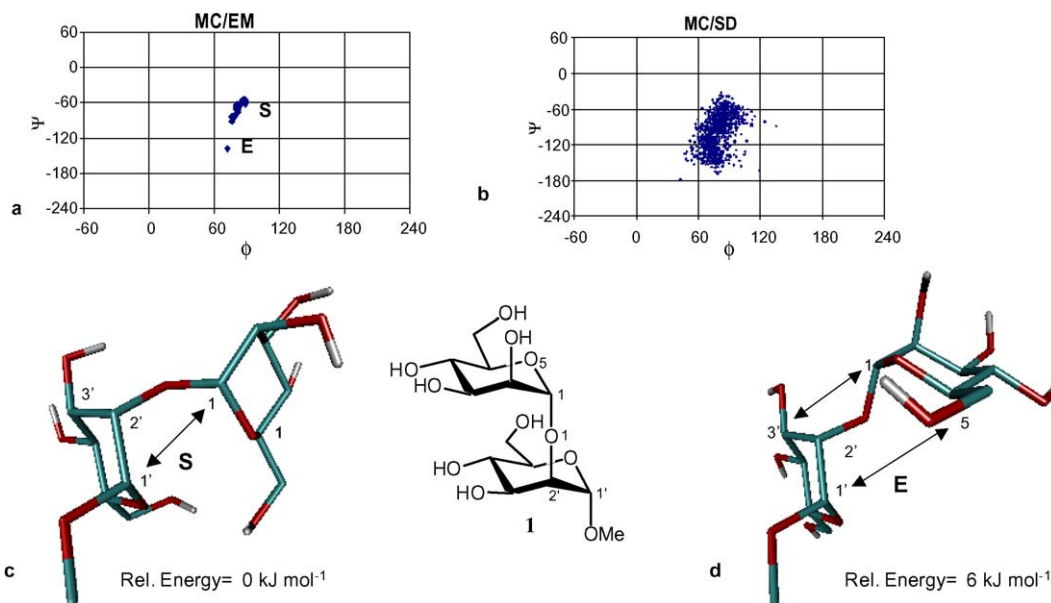 MC/EM
60
0
-60
-120
-180
-240
Ψ
S
E
-60 0 60 120 180 240
ϕ
a
MC/SD
60
0
-60
-120
-180
-240
Ψ
-60 0 60 120 180 240
ϕ
b
3'
2'
1
1
S
1'
c
Rel. Energy= 0 kJ mol⁻¹
OH
OH
HO
O
5
HO
1
OH
O
1
HO
O
HO
2'
1'
1
OMe
1
3'
2'
5
1'
E
d
Rel. Energy= 6 kJ mol⁻¹